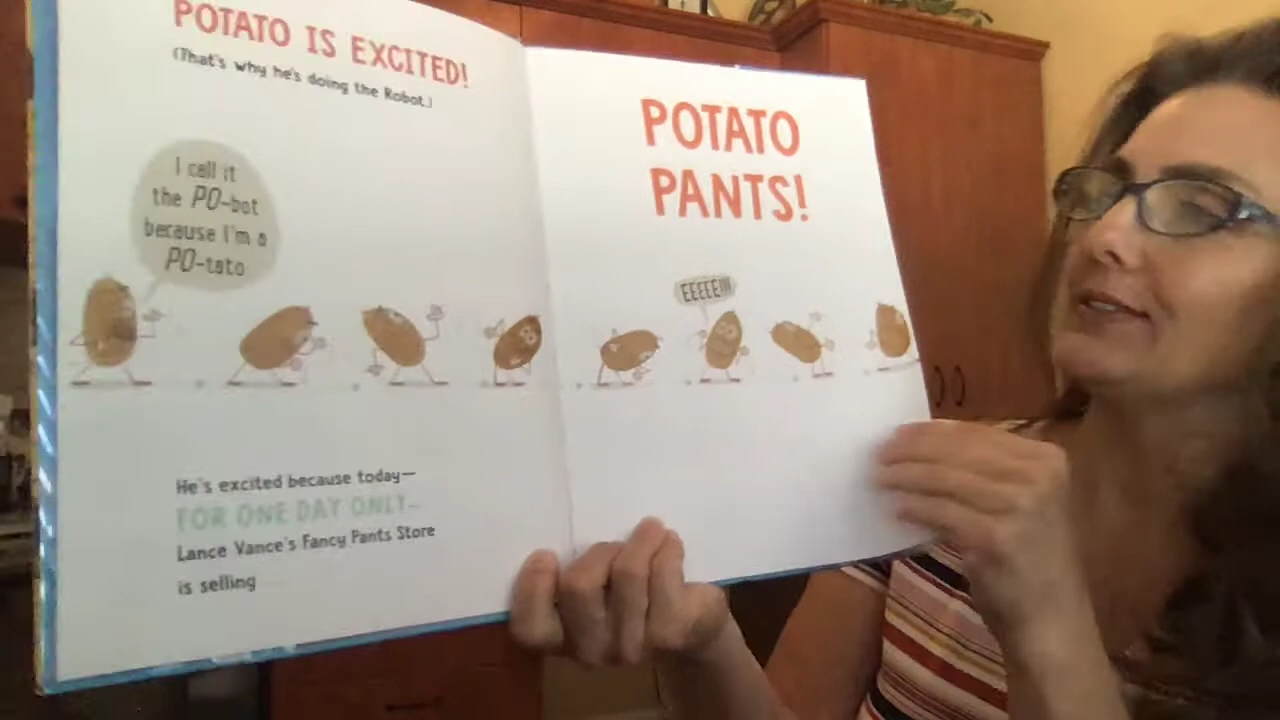 POTATO IS EXCITED!
(That's why he's doing the Robot.)
I call it
the PO-bot
because I'm a
PO-tato
He's excited because today—
FOR ONE DAY ONLY—
Lance Vance's Fancy Pants Store
is selling
POTATO
PANTS!
EEEEE!!!